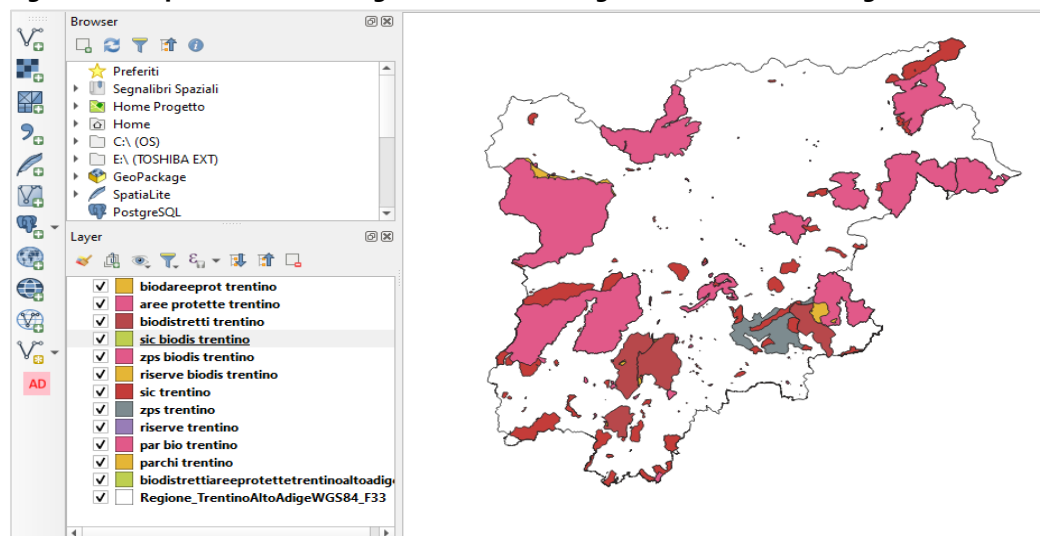 Browser
Preferiti
Segnalibri Spaziali
Home Progetto
Home
C:\ (OS)
E:\ (TOSHIBA EXT)
GeoPackage
SpatiaLite
PostgreSQL
Layer
biodareeprot trentino
aree protette trentino
biodistretti trentino
sic biodis trentino
zps biodis trentino
riserve biodis trentino
sic trentino
zps trentino
riserve trentino
par bio trentino
parchi trentino
biodistrettiareeprotettetrentinoaltoadig
Regione_TrentinoAltoAdigeWGS84_F33
AD